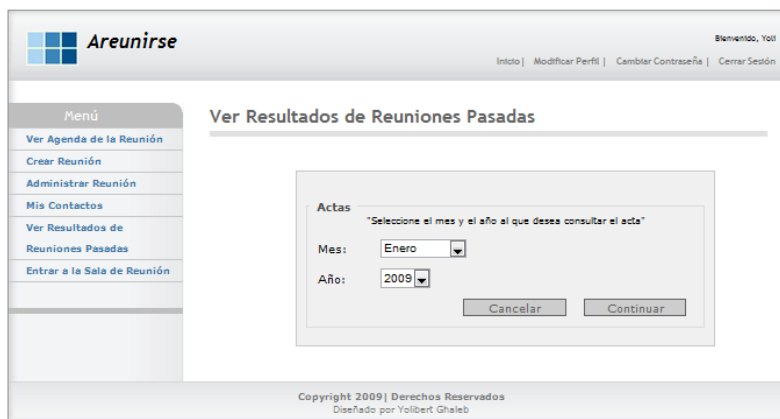 Areunirse
Bienvenido, Yoli
Inicio | Modificar Perfil | Cambiar Contraseña | Cerrar Sesión
Menú
Ver Agenda de la Reunión
Crear Reunión
Administrar Reunión
Mis Contactos
Ver Resultados de
Reuniones Pasadas
Entrar a la Sala de Reunión
Ver Resultados de Reuniones Pasadas
Actas
"Seleccione el mes y el año al que desea consultar el acta"
Mes: Enero
Año: 2009
Cancelar Continuar
Copyright 2009| Derechos Reservados
Diseñado por Yolibert Ghaleb